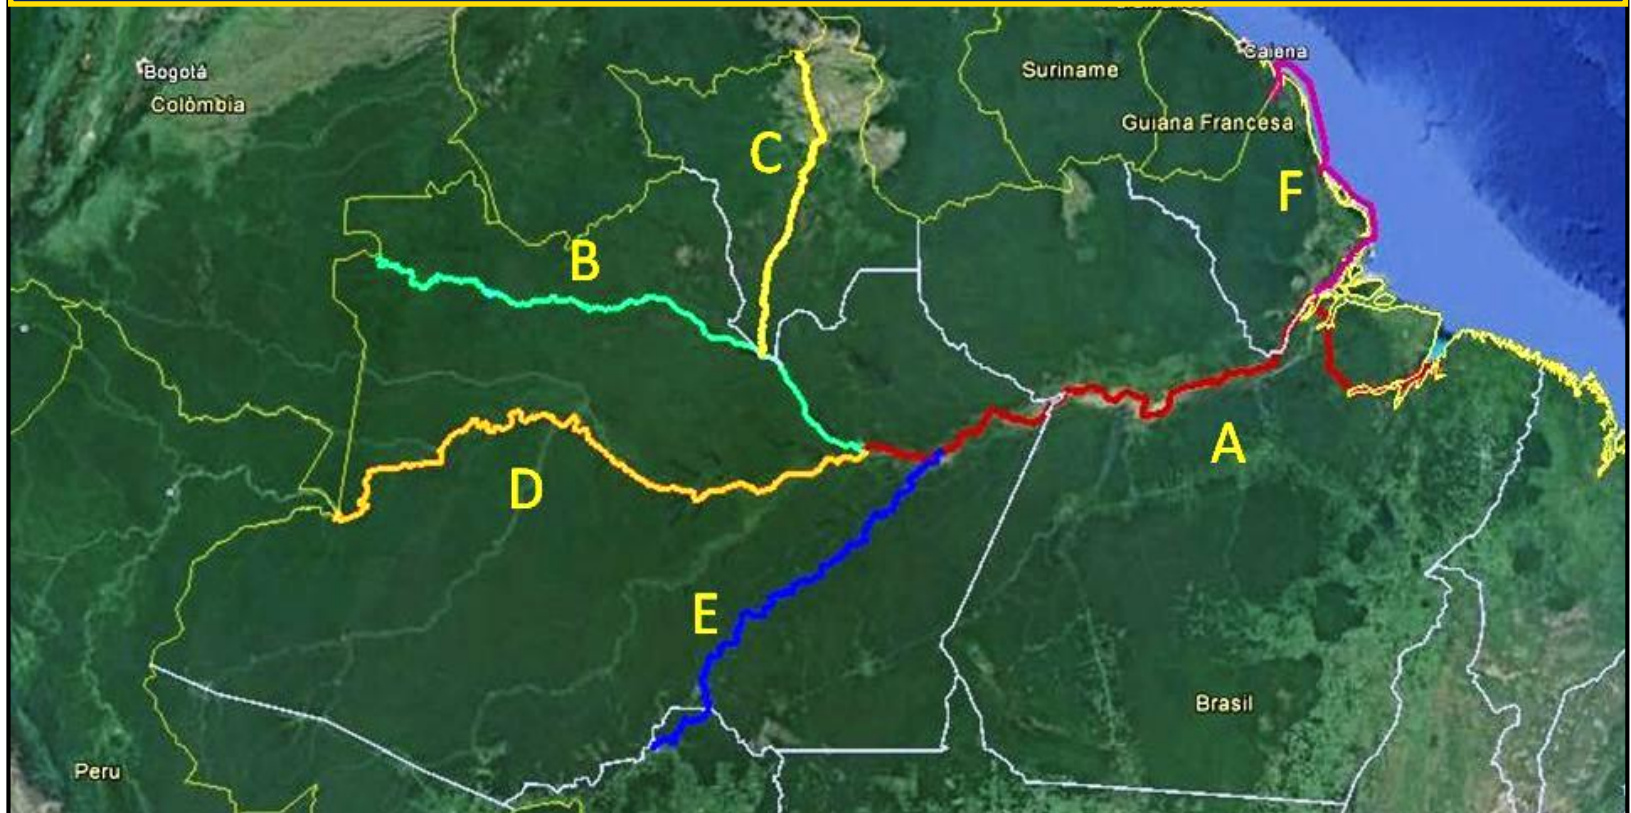 Caiena
Bogotá
Suriname
Colômbia
Guiana Francesa
C
F
B
A
D
E
Brasil
Peru